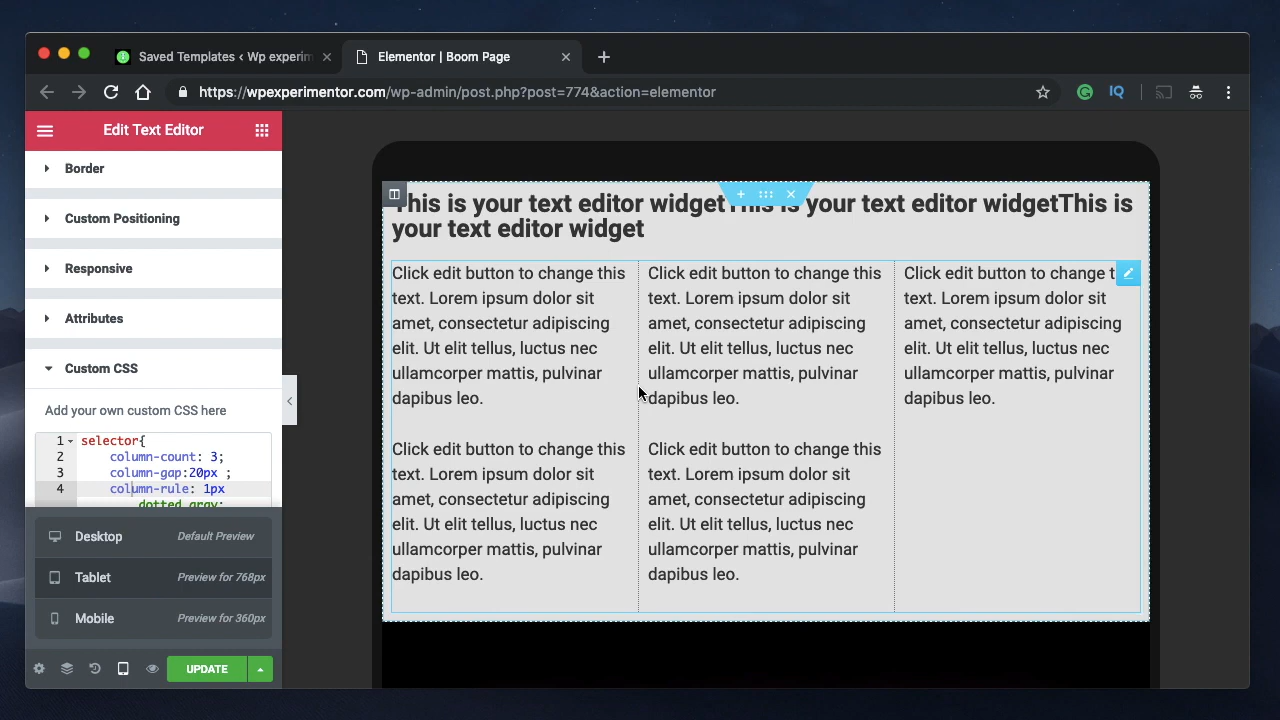 Saved Templates ‹ Wp experim
Elementor | Boom Page
https://wpexperimentor.com/wp-admin/post.php?post=774&action=elementor
IQ
Edit Text Editor
Border
Custom Positioning
Responsive
Attributes
Custom CSS
Add your own custom CSS here
1 selector{
2 column-count: 3;
3 column-gap:20px ;
4 column-rule: 1px
dotted gray;
Desktop Default Preview
Tablet Preview for 768px
Mobile Preview for 360px
UPDATE
This is your text editor widgetThis is your text editor widgetThis is
your text editor widget
Click edit button to change this
text. Lorem ipsum dolor sit
amet, consectetur adipiscing
elit. Ut elit tellus, luctus nec
ullamcorper mattis, pulvinar
dapibus leo.
Click edit button to change this
text. Lorem ipsum dolor sit
amet, consectetur adipiscing
elit. Ut elit tellus, luctus nec
ullamcorper mattis, pulvinar
dapibus leo.
Click edit button to change this
text. Lorem ipsum dolor sit
amet, consectetur adipiscing
elit. Ut elit tellus, luctus nec
ullamcorper mattis, pulvinar
dapibus leo.
Click edit button to change this
text. Lorem ipsum dolor sit
amet, consectetur adipiscing
elit. Ut elit tellus, luctus nec
ullamcorper mattis, pulvinar
dapibus leo.
Click edit button to change t
text. Lorem ipsum dolor sit
amet, consectetur adipiscing
elit. Ut elit tellus, luctus nec
ullamcorper mattis, pulvinar
dapibus leo.